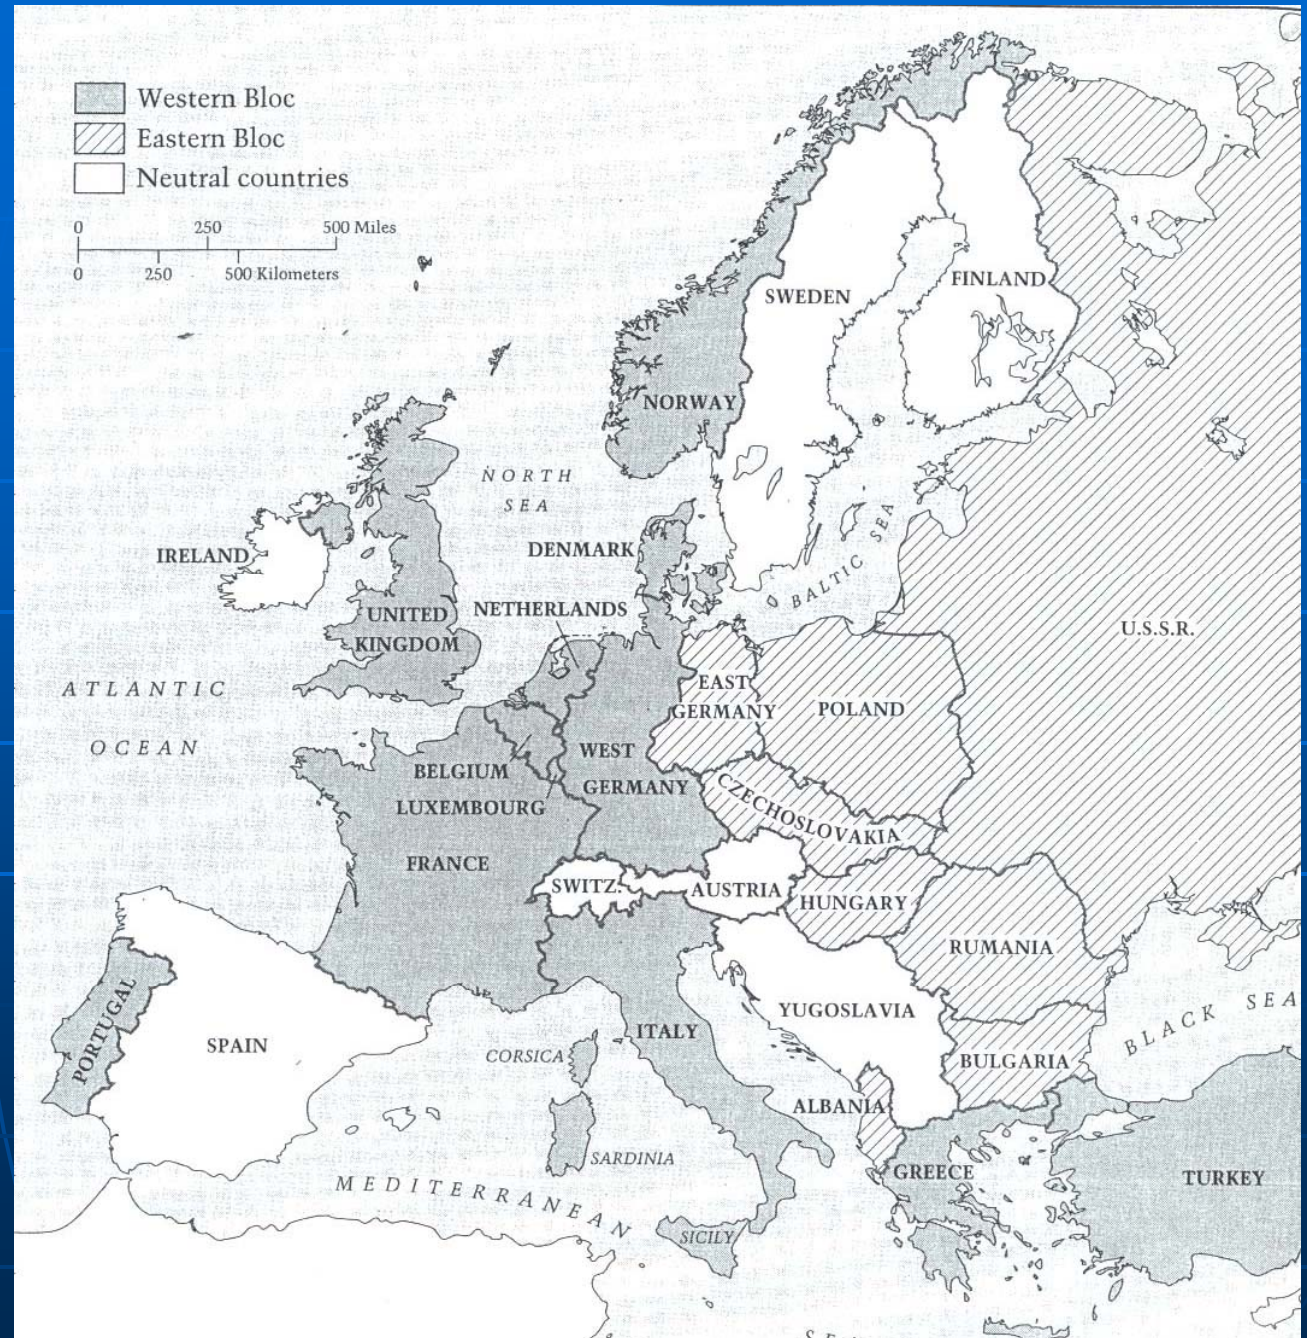 Western Bloc
Eastern Bloc
Neutral countries
0 250 500 Miles
0 250 500 Kilometers
SWEDEN
FINLAND
NORWAY
NORTH
SEA
DENMARK
BALTIC SEA
IRELAND
NETHERLANDS
UNITED
KINGDOM
U.S.S.R.
ATLANTIC
OCEAN
EAST
GERMANY
POLAND
WEST
GERMANY
BELGIUM
LUXEMBOURG
CZECHOSLOVAKIA
FRANCE
SWITZ.
AUSTRIA
HUNGARY
RUMANIA
PORTUGAL
SPAIN
YUGOSLAVIA
ITALY
CORSICA
BLACK SEA
BULGARIA
ALBANIA
SARDINIA
GREECE
TURKEY
MEDITERRANEAN
SICILY